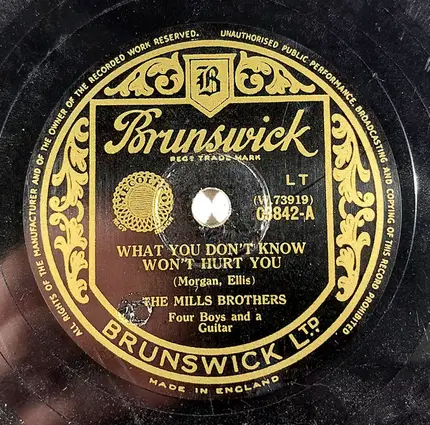 ALL RIGHTS OF THE MANUFACTURER AND OF THE OWNER OF THE RECORDED WORK RESERVED. UNAUTHORISED PUBLIC PERFORMANCE, BROADCASTING AND COPYING OF THIS RECORD PROHIBITED
B
Brunswick
REGD TRADE MARK
LT
(W.73919)
03842-A
WHAT YOU DON'T KNOW
WON'T HURT YOU
(Morgan, Ellis)
THE MILLS BROTHERS
Four Boys and a
Guitar
BRUNSWICK LTD
MADE IN ENGLAND